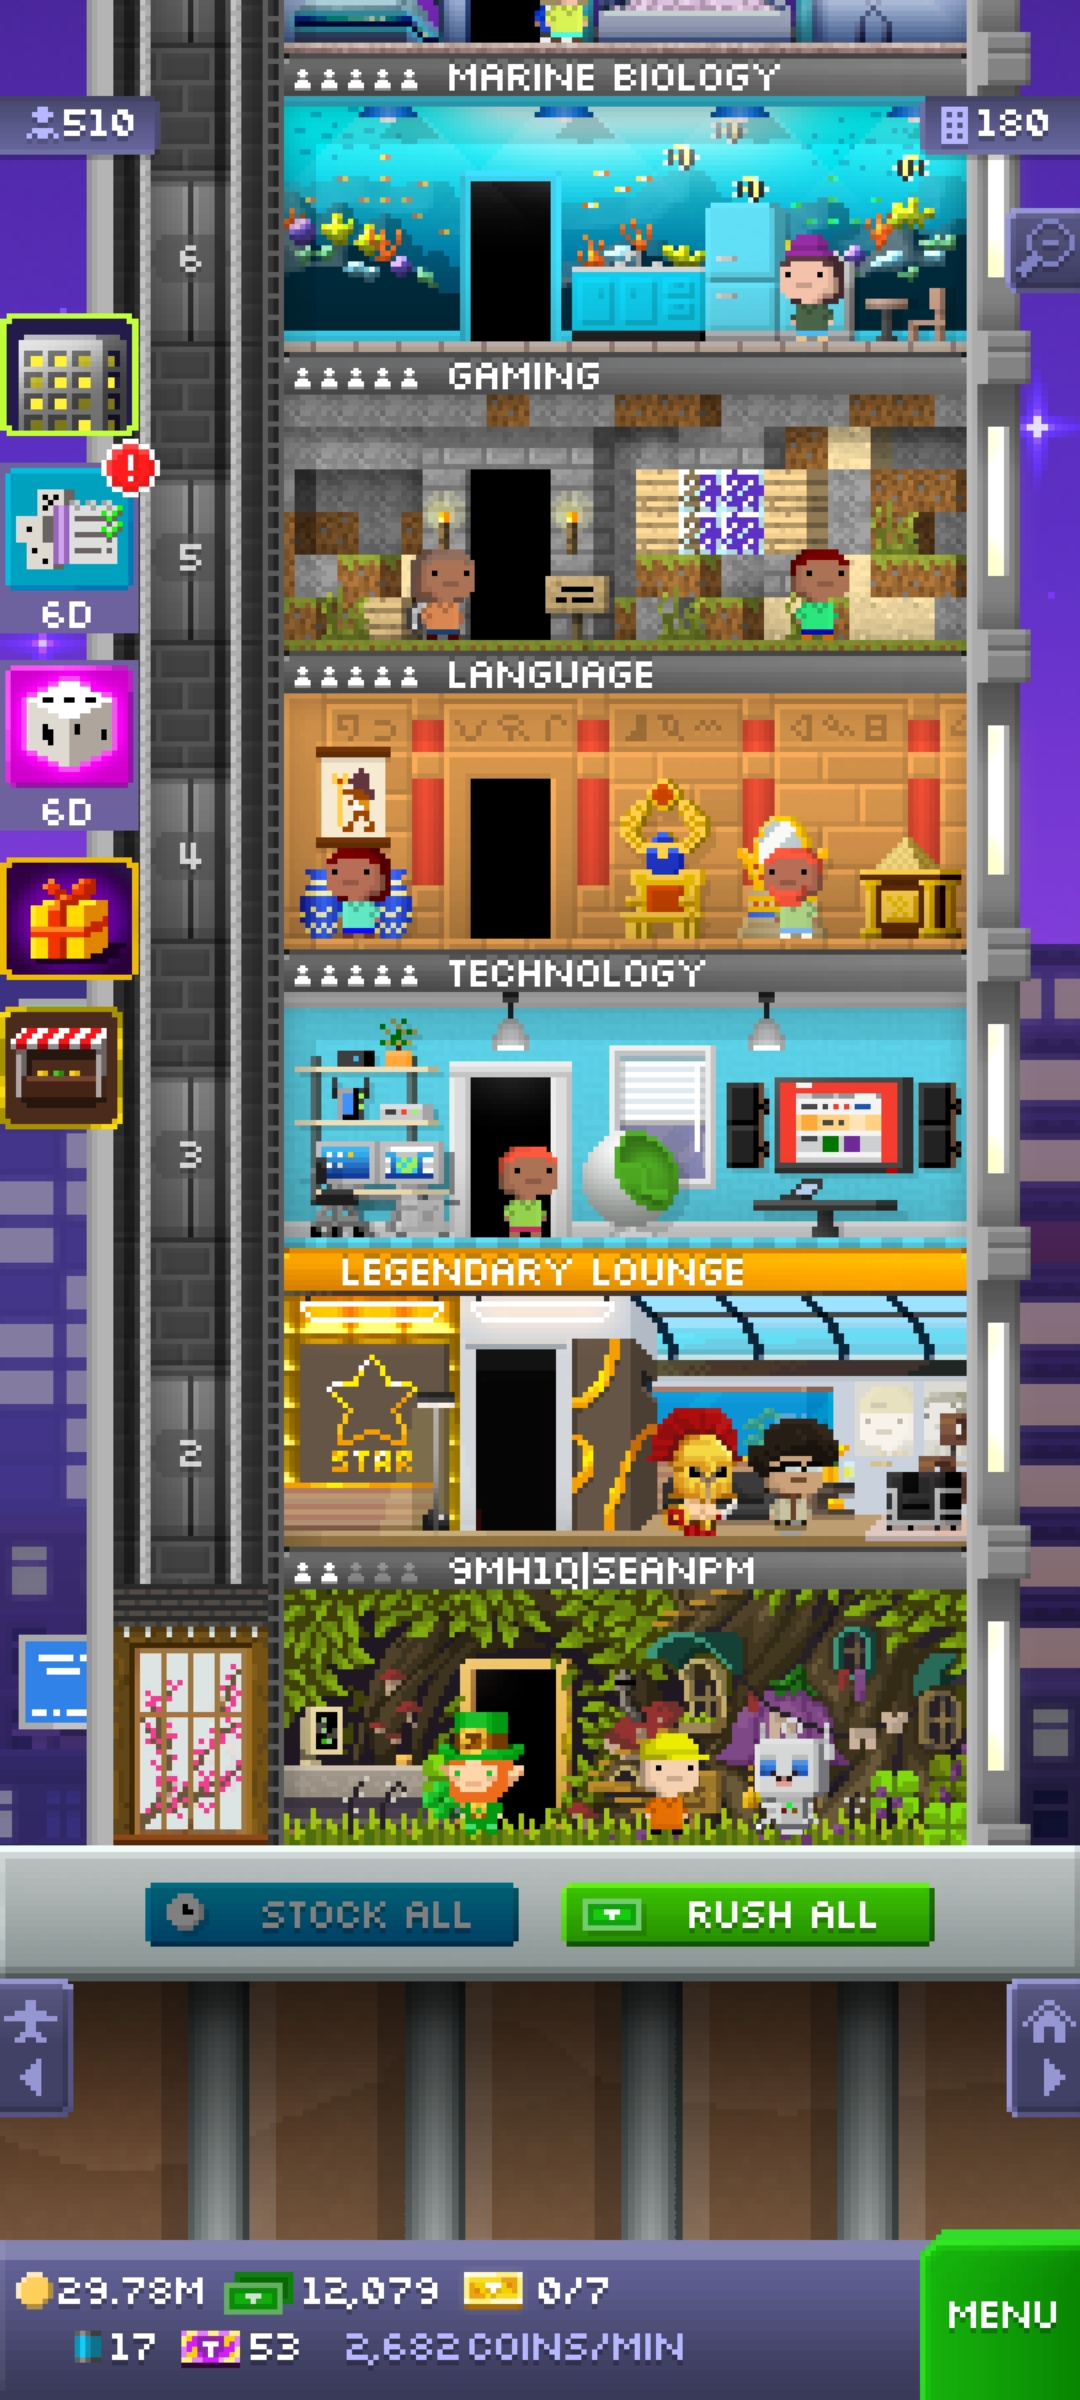 MARINE BIOLOGY
510
180
6
GAMING
5
6D
LANGUAGE
6D
4
TECHNOLOGY
3
LEGENDARY LOUNGE
STAR
2
9MH1Q|SEANPM
STOCK ALL
RUSH ALL
29.78M 12,079 0/7
17 53 2,682 COINS/MIN
MENU